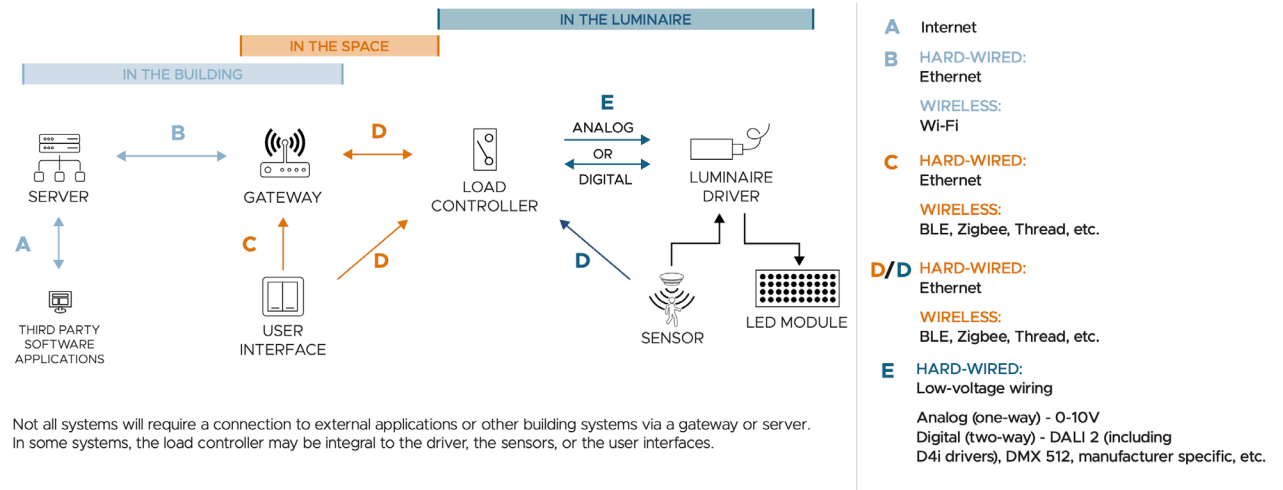 IN THE LUMINAIRE
IN THE SPACE
IN THE BUILDING
SERVER
B
GATEWAY
D
LOAD
CONTROLLER
E
ANALOG
OR
DIGITAL
LUMINAIRE
DRIVER
A
THIRD PARTY
SOFTWARE
APPLICATIONS
C
USER
INTERFACE
D
D
SENSOR
LED MODULE
Not all systems will require a connection to external applications or other building systems via a gateway or server.
In some systems, the load controller may be integral to the driver, the sensors, or the user interfaces.
A Internet
B HARD-WIRED:
Ethernet
WIRELESS:
Wi-Fi
C HARD-WIRED:
Ethernet
WIRELESS:
BLE, Zigbee, Thread, etc.
D/D HARD-WIRED:
Ethernet
WIRELESS:
BLE, Zigbee, Thread, etc.
E HARD-WIRED:
Low-voltage wiring
Analog (one-way) - 0-10V
Digital (two-way) - DALI 2 (including
D4i drivers), DMX 512, manufacturer specific, etc.